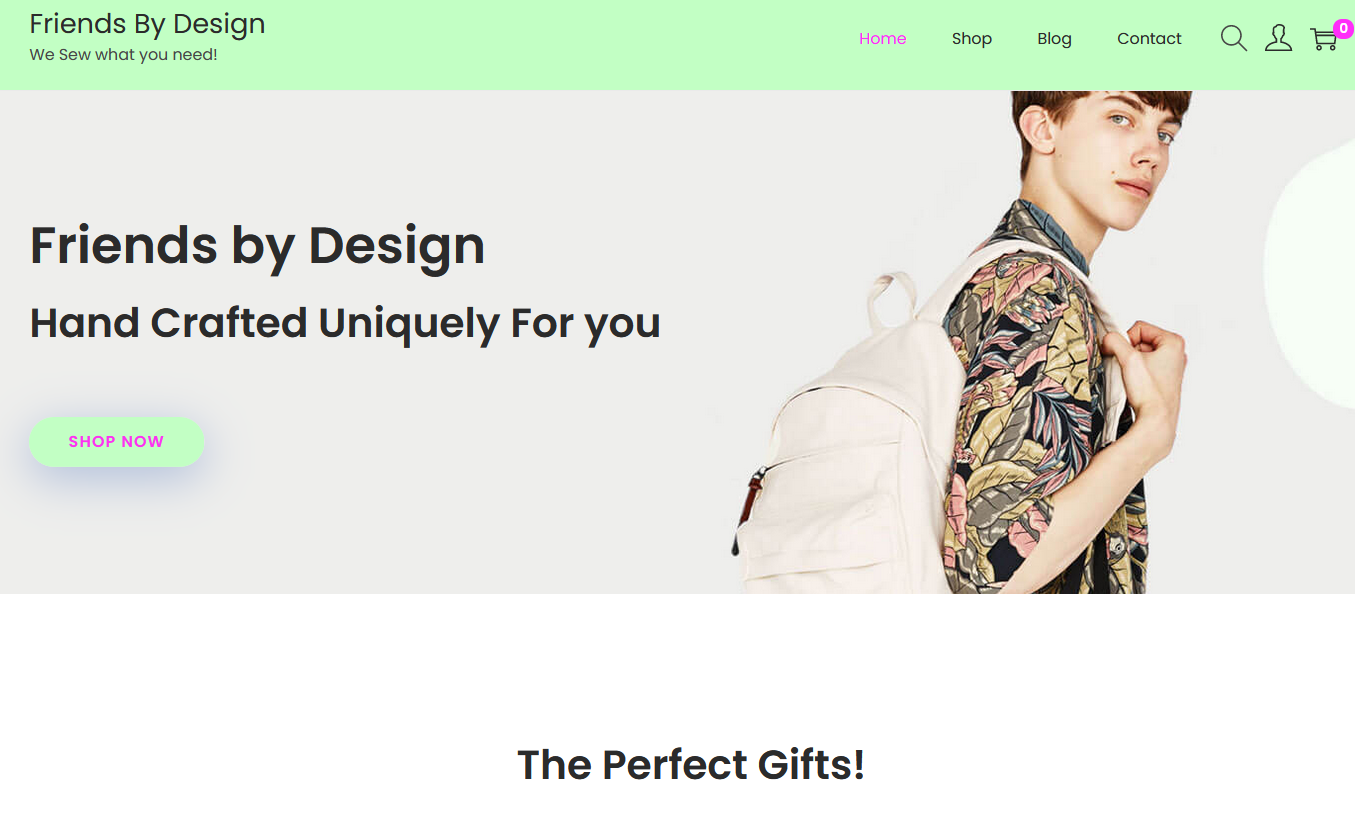 Friends By Design
We Sew what you need!
Home Shop Blog Contact 0
Friends by Design
Hand Crafted Uniquely For you
SHOP NOW
The Perfect Gifts!